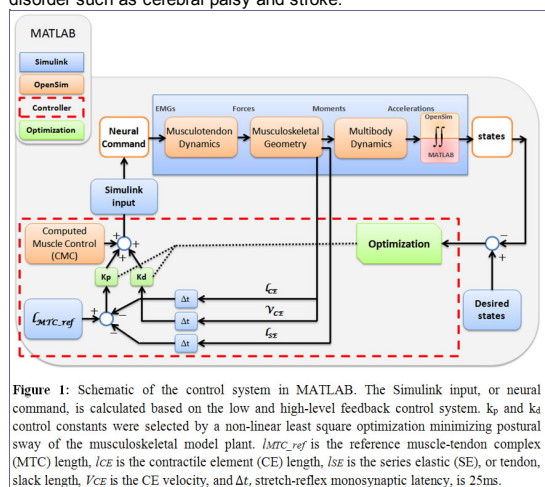 disorder such as cerebral palsy and stroke.
MATLAB
Simulink
OpenSim
Controller
Optimization
EMGs
Forces
Moments
Accelerations
Neural
Command
Musculotendon
Dynamics
Musculoskeletal
Geometry
Multibody
Dynamics
OpenSim
∫∫
MATLAB
states
Simulink
input
Computed
Muscle Control
(CMC)
+
+
+
Kp
Kd
Optimization
−
+
Desired
states
l_MTC_ref
+
−
−
Δt
l_CE
Δt
V_CE
Δt
l_SE
Figure 1: Schematic of the control system in MATLAB. The Simulink input, or neural
command, is calculated based on the low and high-level feedback control system. kp and kd
control constants were selected by a non-linear least square optimization minimizing postural
sway of the musculoskeletal model plant. lMTC_ref is the reference muscle-tendon complex
(MTC) length, lCE is the contractile element (CE) length, lSE is the series elastic (SE), or tendon,
slack length, VCE is the CE velocity, and Δt, stretch-reflex monosynaptic latency, is 25ms.